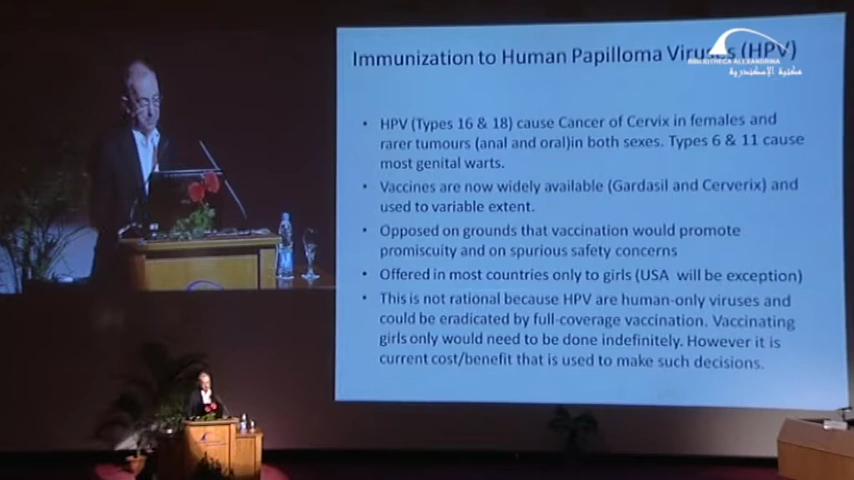 Immunization to Human Papilloma Viruses (HPV)
BIBLIOTHECA ALEXANDRINA
مكتبة الإسكندرية
• HPV (Types 16 & 18) cause Cancer of Cervix in females and
rarer tumours (anal and oral)in both sexes. Types 6 & 11 cause
most genital warts.
• Vaccines are now widely available (Gardasil and Cerverix) and
used to variable extent.
• Opposed on grounds that vaccination would promote
promiscuity and on spurious safety concerns
• Offered in most countries only to girls (USA will be exception)
• This is not rational because HPV are human-only viruses and
could be eradicated by full-coverage vaccination. Vaccinating
girls only would need to be done indefinitely. However it is
current cost/benefit that is used to make such decisions.